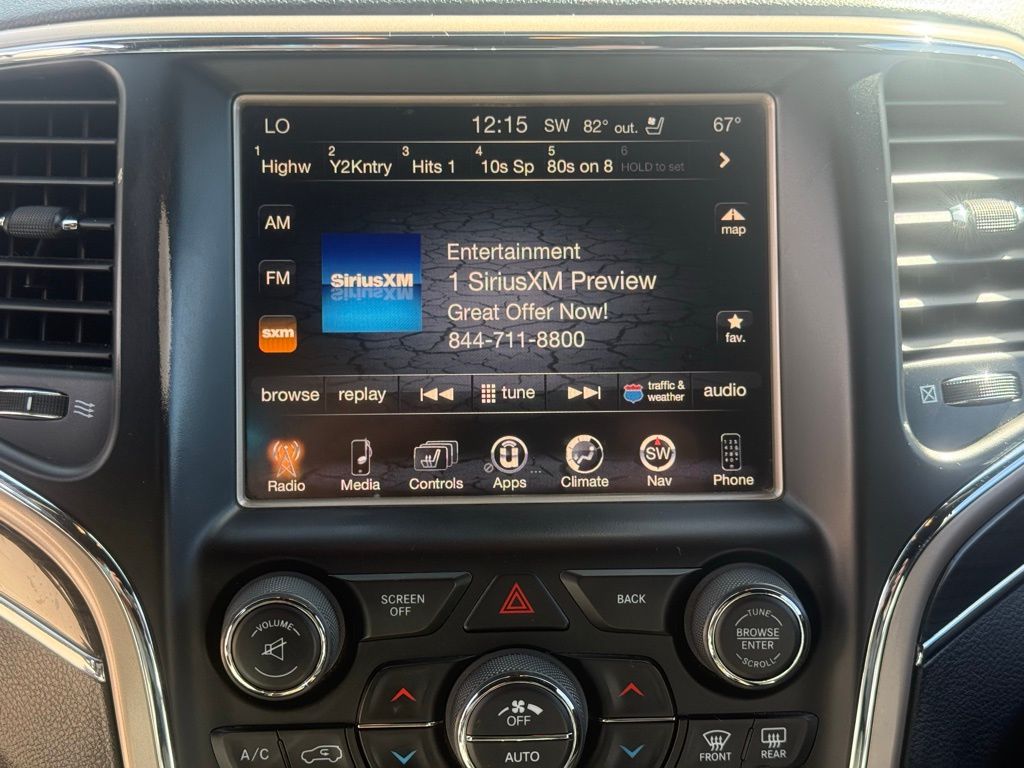 LO 12:15 SW 82° out. 67°
1 Highw 2 Y2Kntry 3 Hits 1 4 10s Sp 5 80s on 8 6 HOLD to set
AM
map
SiriusXM
Entertainment
1 SiriusXM Preview
Great Offer Now!
844-711-8800
FM
sxm
fav.
browse replay tune traffic & weather audio
SW
Radio Media Controls Apps Climate Nav Phone
SCREEN OFF
BACK
VOLUME
TUNE
BROWSE
ENTER
SCROLL
OFF
AUTO
A/C
FRONT
REAR